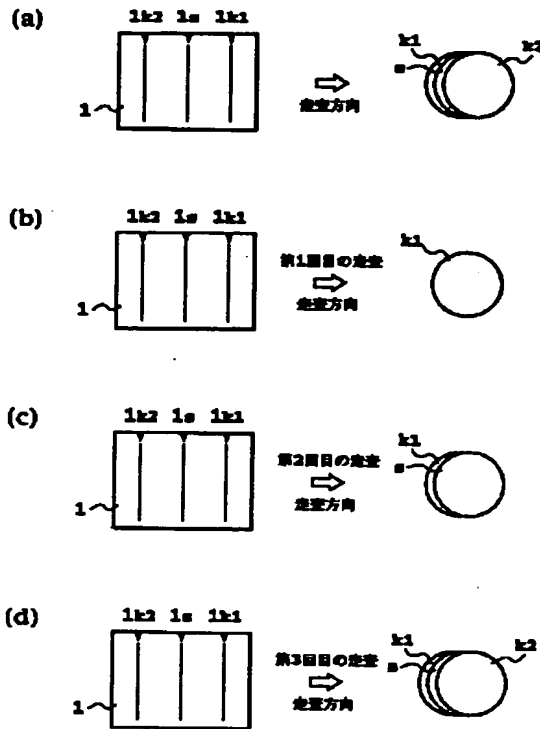 (a)
1k2 1s 1k1
1
走査方向
k1
s
k2
(b)
1k2 1s 1k1
1
第1回目の走査
走査方向
k1
(c)
1k2 1s 1k1
1
第2回目の走査
走査方向
k1
s
(d)
1k2 1s 1k1
1
第3回目の走査
走査方向
k1
s
k2